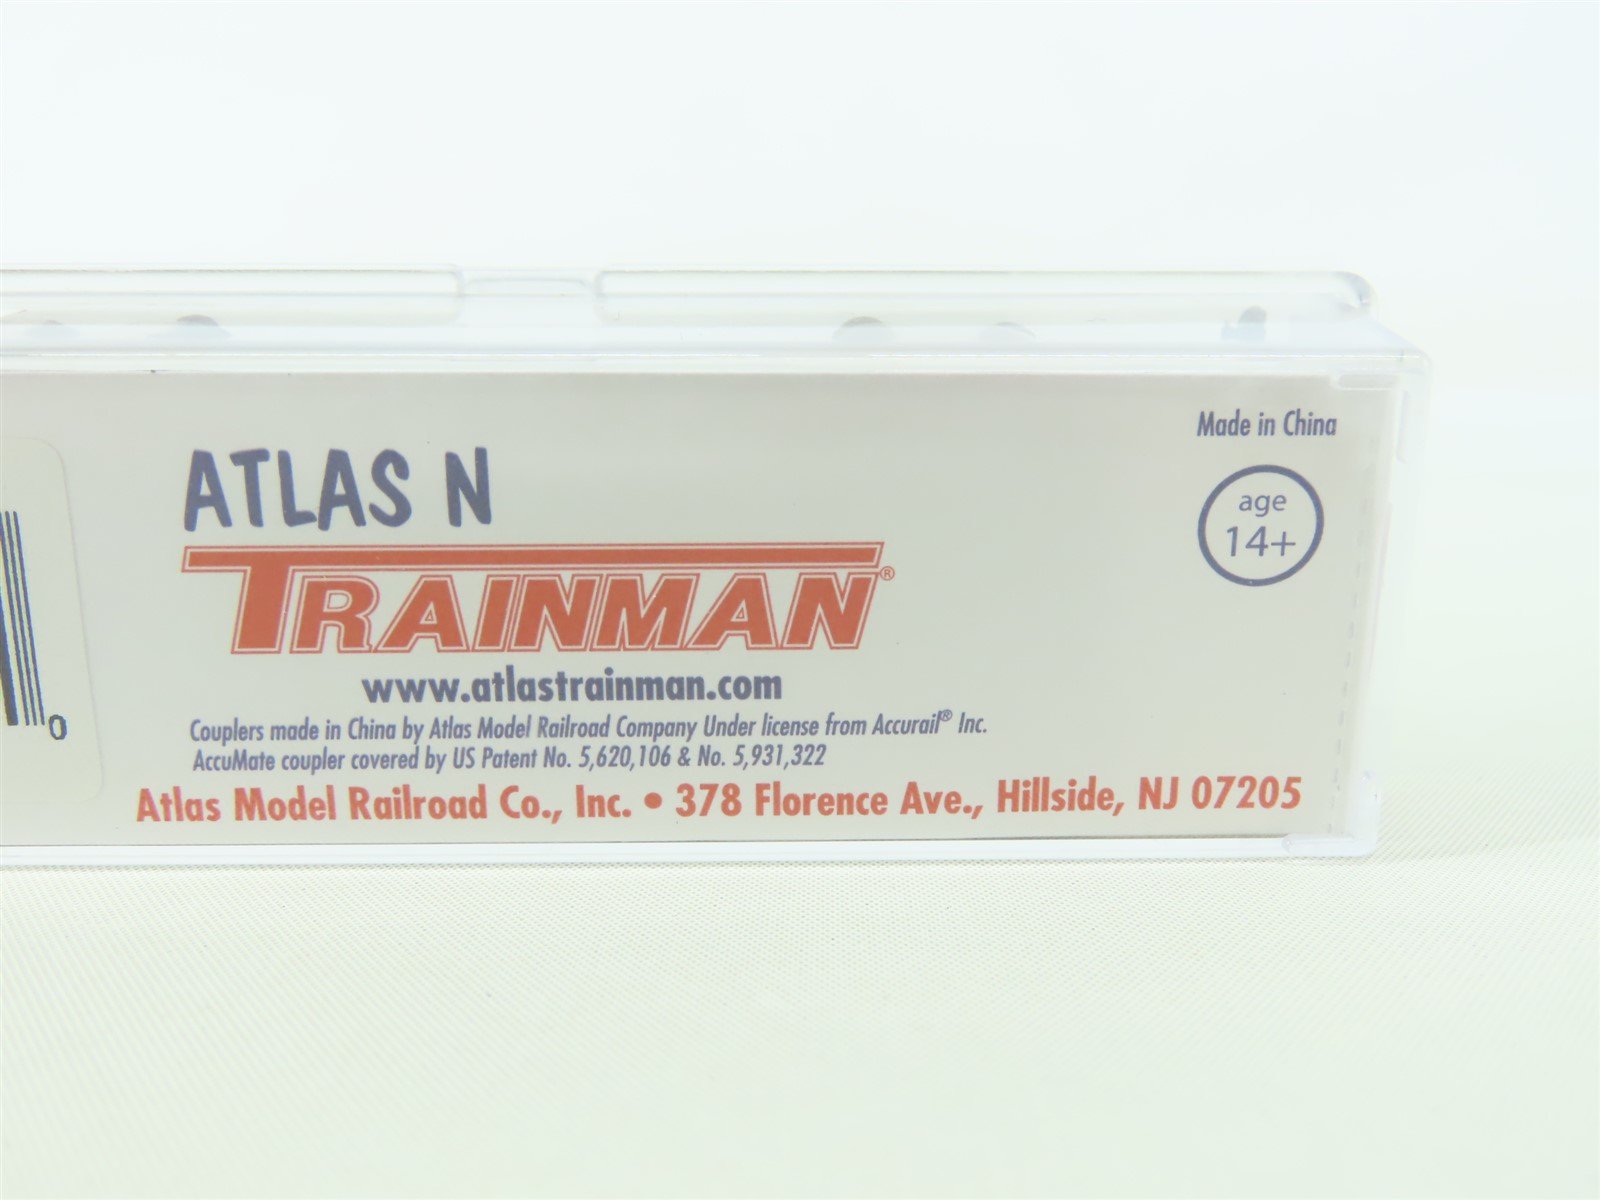 Made in China
age
14+
ATLAS N
TRAINMAN®
www.atlastrainman.com
Couplers made in China by Atlas Model Railroad Company Under license from Accurail® Inc.
AccuMate coupler covered by US Patent No. 5,620,106 & No. 5,931,322
Atlas Model Railroad Co., Inc. • 378 Florence Ave., Hillside, NJ 07205
0